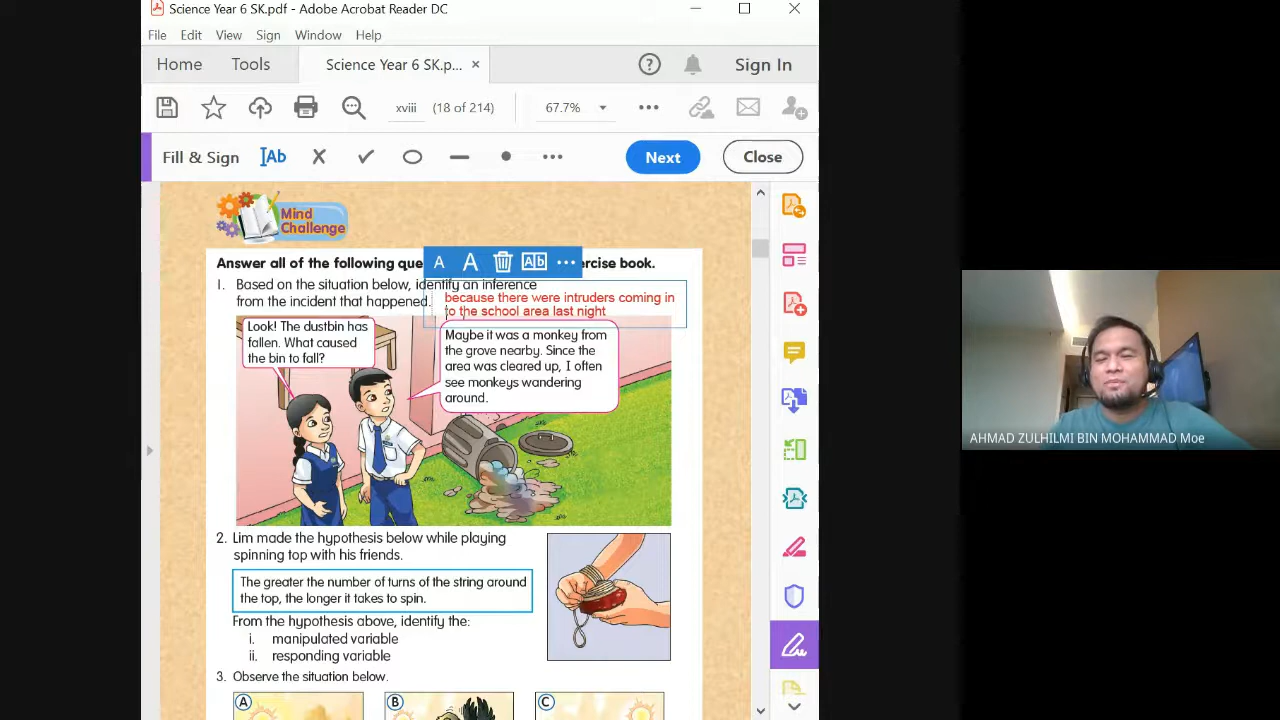 Science Year 6 SK.pdf - Adobe Acrobat Reader DC
File Edit View Sign Window Help
Home Tools Science Year 6 SK.p... × Sign In
xviii (18 of 214) 67.7%
Fill & Sign Ab Next Close
Mind
Challenge
A A Ab
Answer all of the following que ercise book.
1. Based on the situation below, identify an inference
from the incident that happened.
because there were intruders coming in
to the school area last night
Look! The dustbin has
fallen. What caused
the bin to fall?
Maybe it was a monkey from
the grove nearby. Since the
area was cleared up, I often
see monkeys wandering
around.
2. Lim made the hypothesis below while playing
spinning top with his friends.
The greater the number of turns of the string around
the top, the longer it takes to spin.
From the hypothesis above, identify the:
i. manipulated variable
ii. responding variable
3. Observe the situation below.
A B C
AHMAD ZULHILMI BIN MOHAMMAD Moe